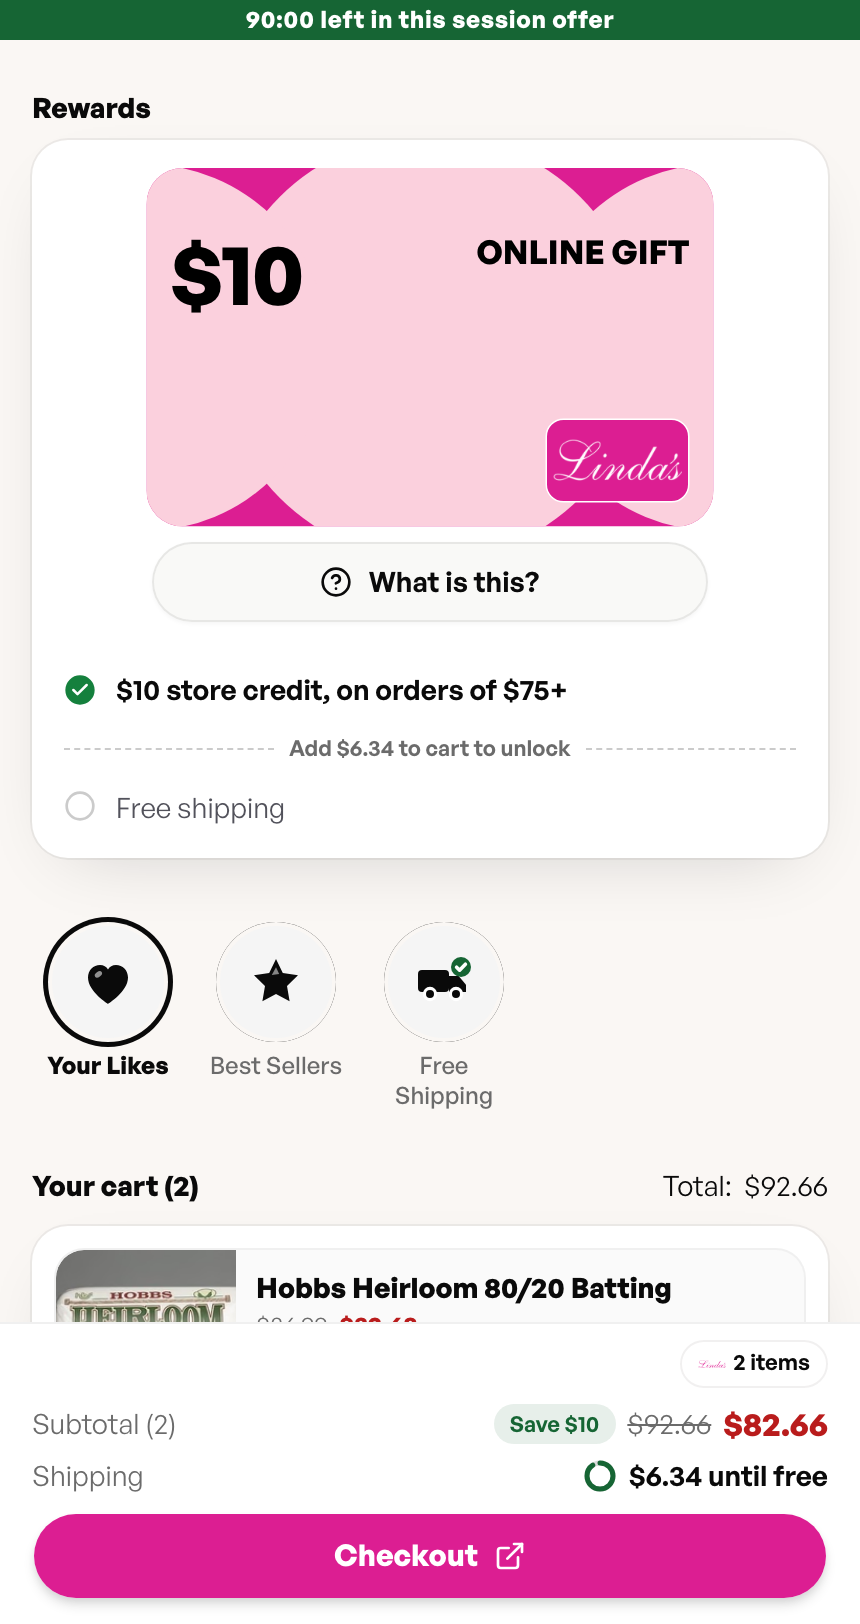 90:00 left in this session offer
Rewards
$10
ONLINE GIFT
Linda's
What is this?
$10 store credit, on orders of $75+
Add $6.34 to cart to unlock
Free shipping
Your Likes
Best Sellers
Free
Shipping
Your cart (2)
Total: $92.66
HOBBS
HEIRLOOM
Hobbs Heirloom 80/20 Batting
Linda's
2 items
Subtotal (2)
Save $10
$92.66
$82.66
Shipping
$6.34 until free
Checkout